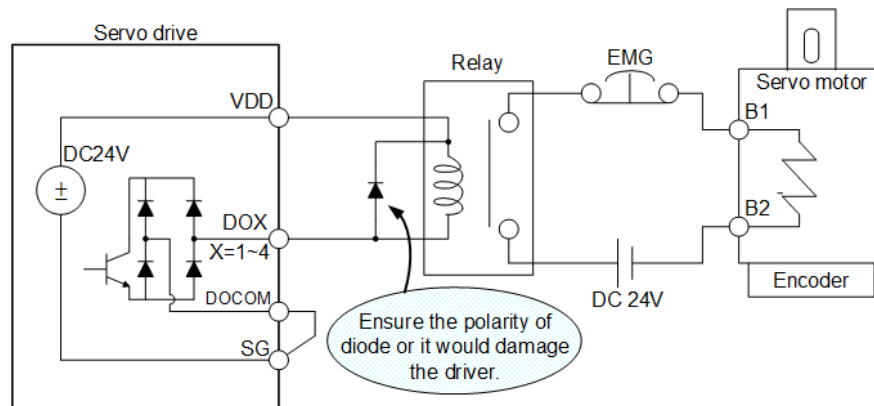 Servo drive
VDD
DC24V
±
DOX
X=1~4
DOCOM
SG
Relay
EMG
Servo motor
B1
B2
DC 24V
Encoder
Ensure the polarity of
diode or it would damage
the driver.